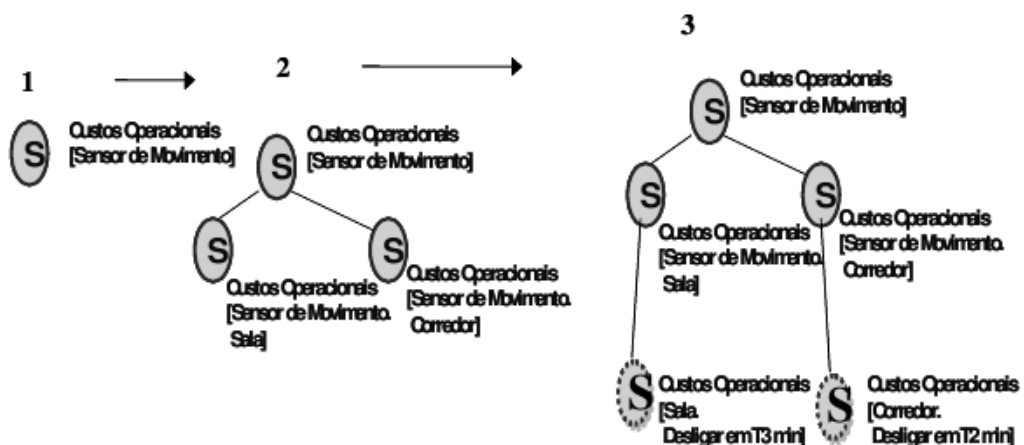 1
S
Custos Operacionais
[Sensor de Movimento]
2
S
Custos Operacionais
[Sensor de Movimento]
S
Custos Operacionais
[Sensor de Movimento.
Sala]
S
Custos Operacionais
[Sensor de Movimento.
Corredor]
3
S
Custos Operacionais
[Sensor de Movimento]
S
Custos Operacionais
[Sensor de Movimento.
Sala]
S
Custos Operacionais
[Sensor de Movimento.
Corredor]
S
Custos Operacionais
[Sala.
Desligar em T3 min]
S
Custos Operacionais
[Corredor.
Desligar em T2 min]